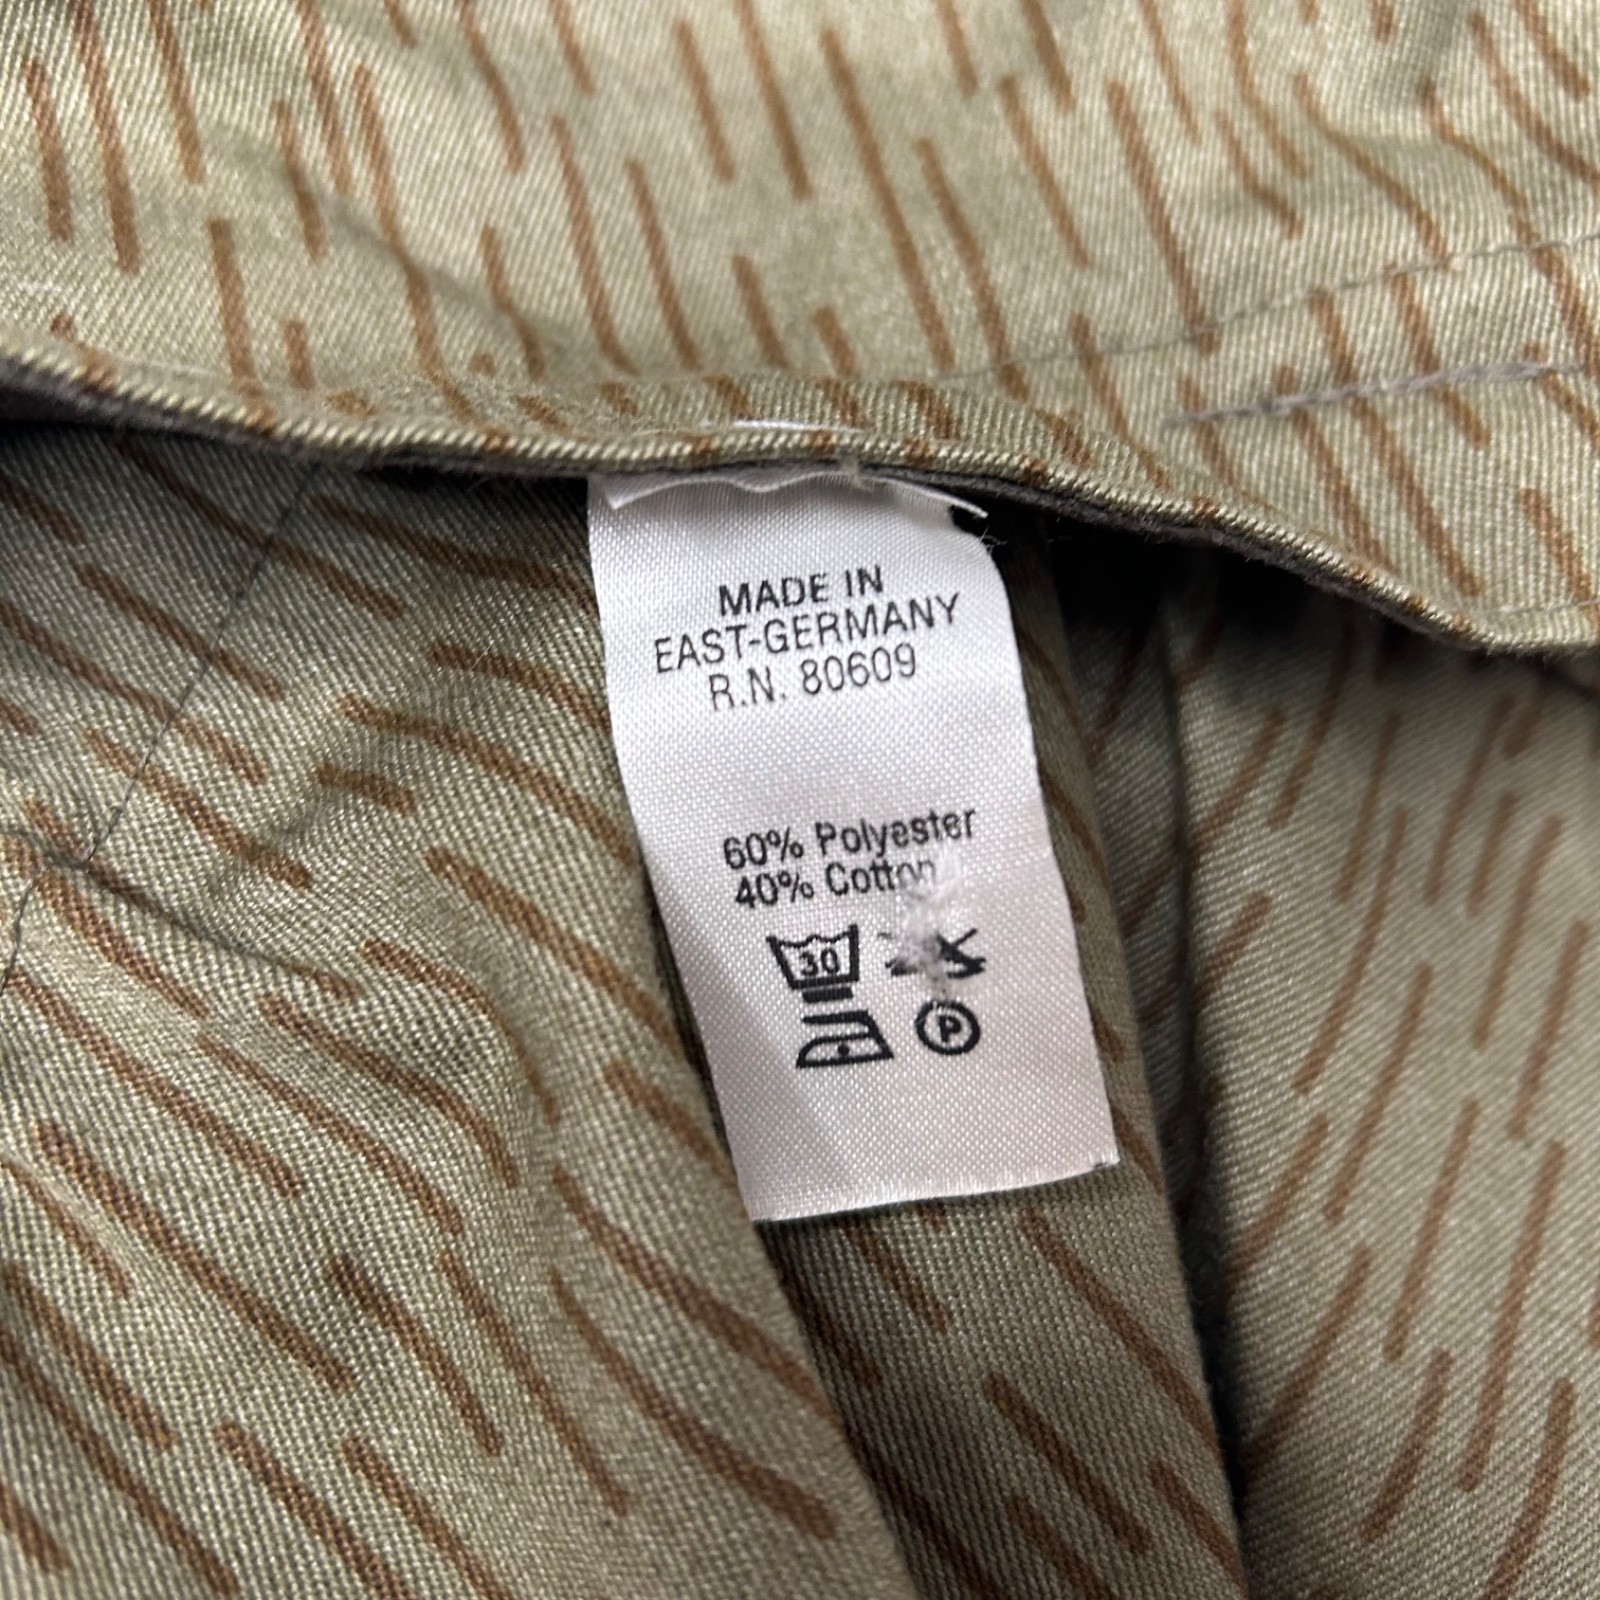 MADE IN
EAST-GERMANY
R.N. 80609
60% Polyester
40% Cotton
30
P